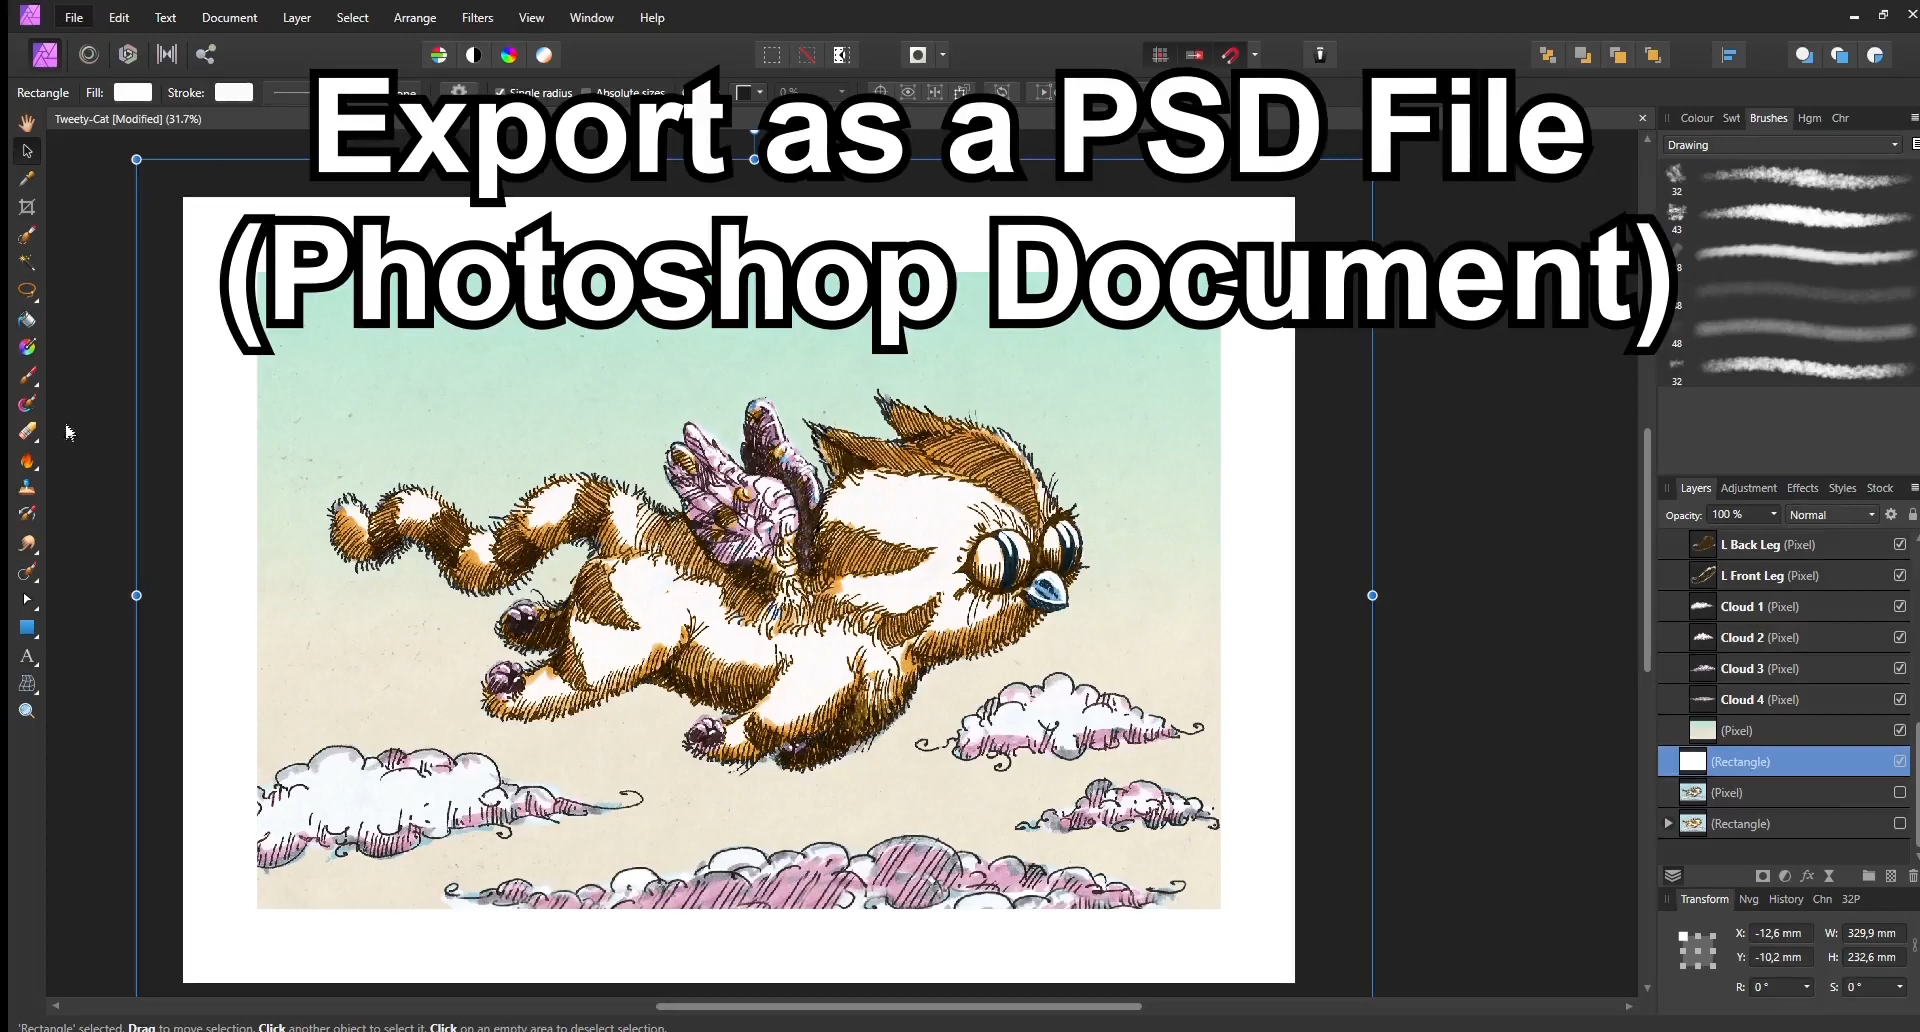 File Edit Text Document Layer Select Arrange Filters View Window Help
Rectangle Fill: Stroke: Single radius Absolute sizes 0 %
Tweety-Cat [Modified] (31.7%)
Export as a PSD File
(Photoshop Document)
Colour Swt Brushes Hgm Chr
Drawing
32
43
48
32
Layers Adjustment Effects Styles Stock
Opacity: 100 % Normal
L Back Leg (Pixel)
L Front Leg (Pixel)
Cloud 1 (Pixel)
Cloud 2 (Pixel)
Cloud 3 (Pixel)
Cloud 4 (Pixel)
(Pixel)
(Rectangle)
(Pixel)
(Rectangle)
Transform Nvg History Chn 32P
X: -12,6 mm W: 329,9 mm
Y: -10,2 mm H: 232,6 mm
R: 0 ° S: 0 °
'Rectangle' selected. Drag to move selection. Click another object to select it. Click on an empty area to deselect selection.